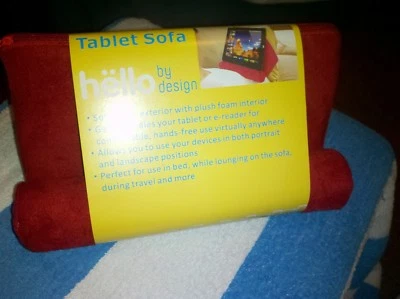 Tablet Sofa
hëllo by
design
• exterior with plush foam interior
• your tablet or e-reader for
hands-free use virtually anywhere
• Allows you to use your devices in both portrait
and landscape positions
• Perfect for use in bed, while lounging on the sofa,
during travel and more